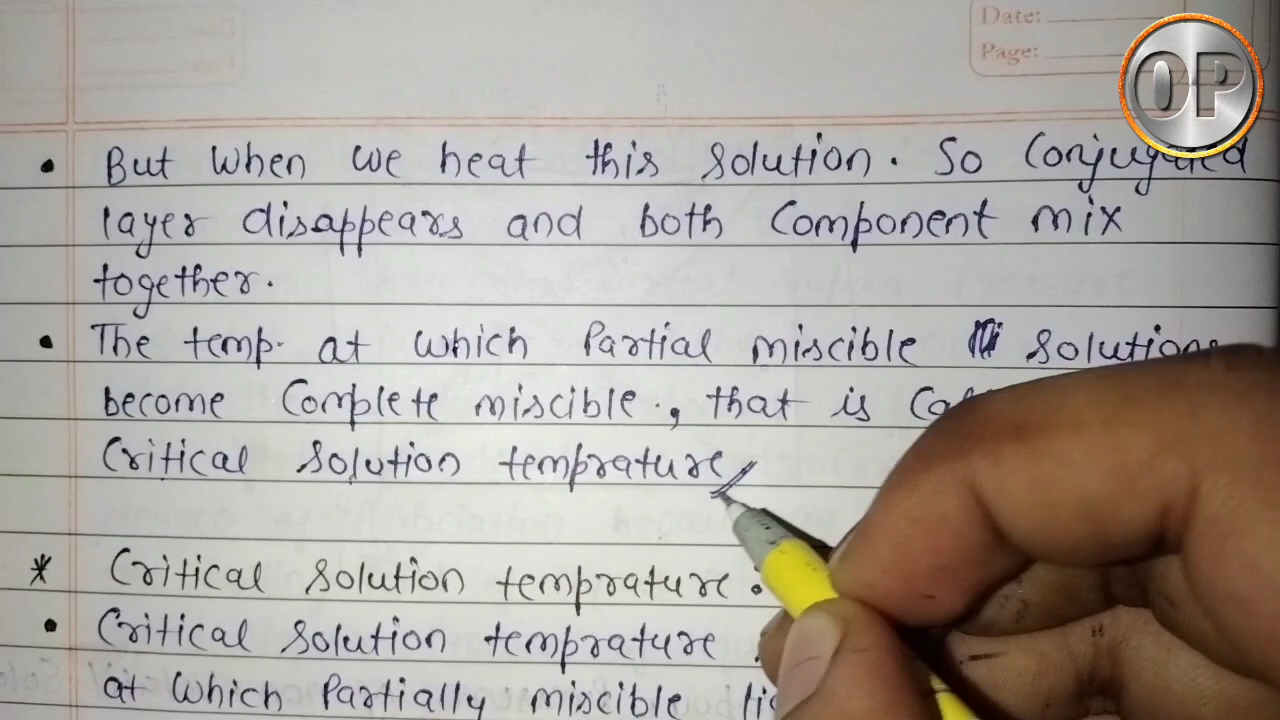 Date:
Page:
OP
• But when we heat this solution. So Conjugated
layer disappears and both Component mix
together.
• The temp. at which Partial miscible solutions
become Complete miscible., that is
Critical solution temprature
* Critical solution temprature.
• Critical solution temprature
at which Partially miscible